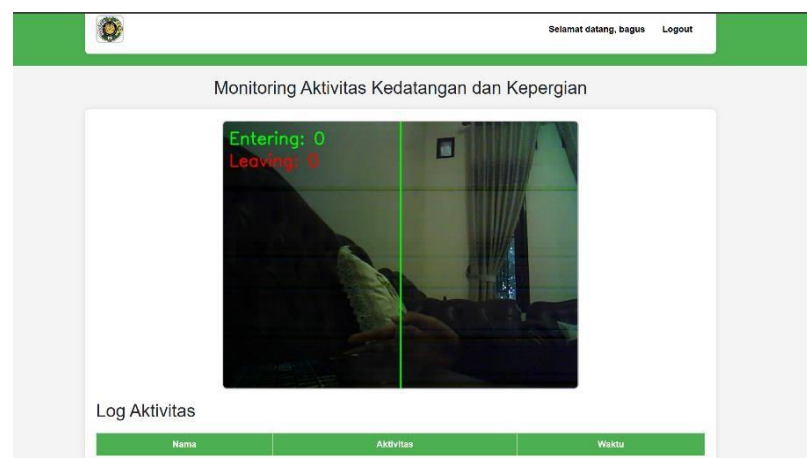 Selamat datang, bagus Logout
Monitoring Aktivitas Kedatangan dan Kepergian
Entering: 0
Leaving: 0
Log Aktivitas
Nama Aktivitas Waktu